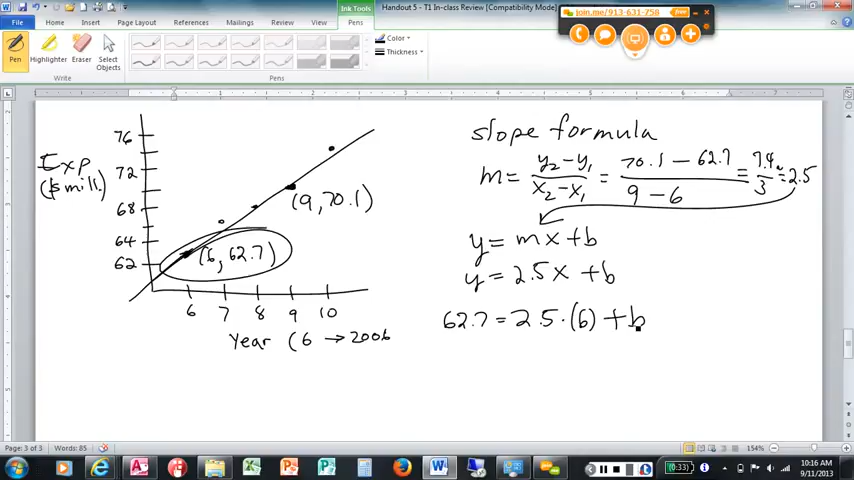 Handout 5 - T1 In-class Review [Compatibility Mode]
Ink Tools
join.me/913-631-758
File
Home
Insert
Page Layout
References
Mailings
Review
View
Pens
Pen
Highlighter
Eraser
Select
Objects
Color
Thickness
Write
Pens
Exp
($ mill.)
76
72
68
64
62
(9, 70.1)
(6, 62.7)
6 7 8 9 10
Year (6 → 2006
slope formula
m = y2-y1 / x2-x1 = 70.1 - 62.7 / 9 - 6 = 7.4 / 3 ≈ 2.5
y = mx + b
y = 2.5x + b
62.7 = 2.5·(6) + b
Page: 3 of 3
Words: 85
154%
(0:33)
10:16 AM
9/11/2013